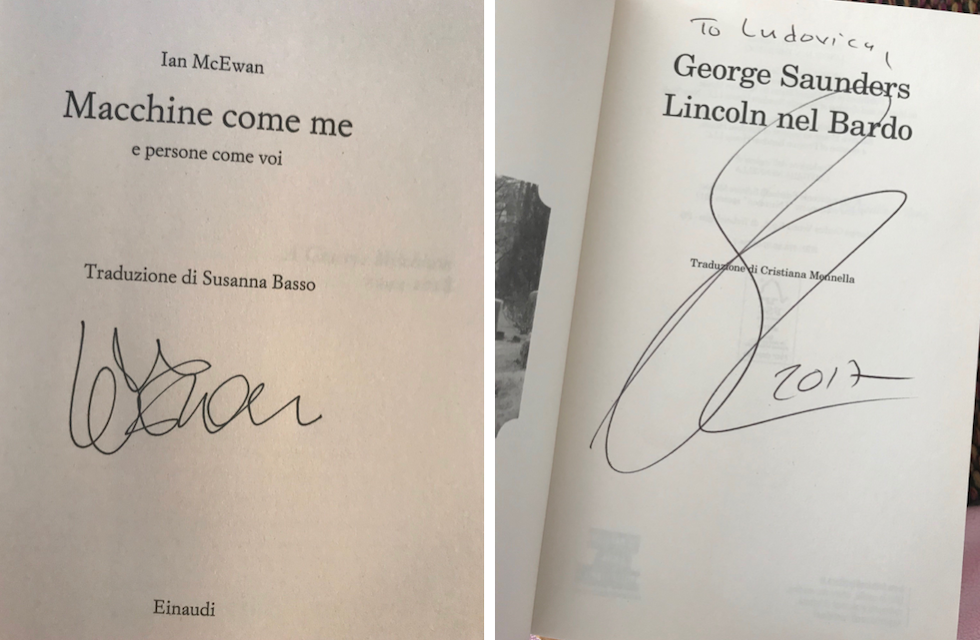 Ian McEwan
Macchine come me
e persone come voi
Traduzione di Susanna Basso
Einaudi
To Ludovica,
George Saunders
Lincoln nel Bardo
Traduzione di Cristiana Mennella
2017